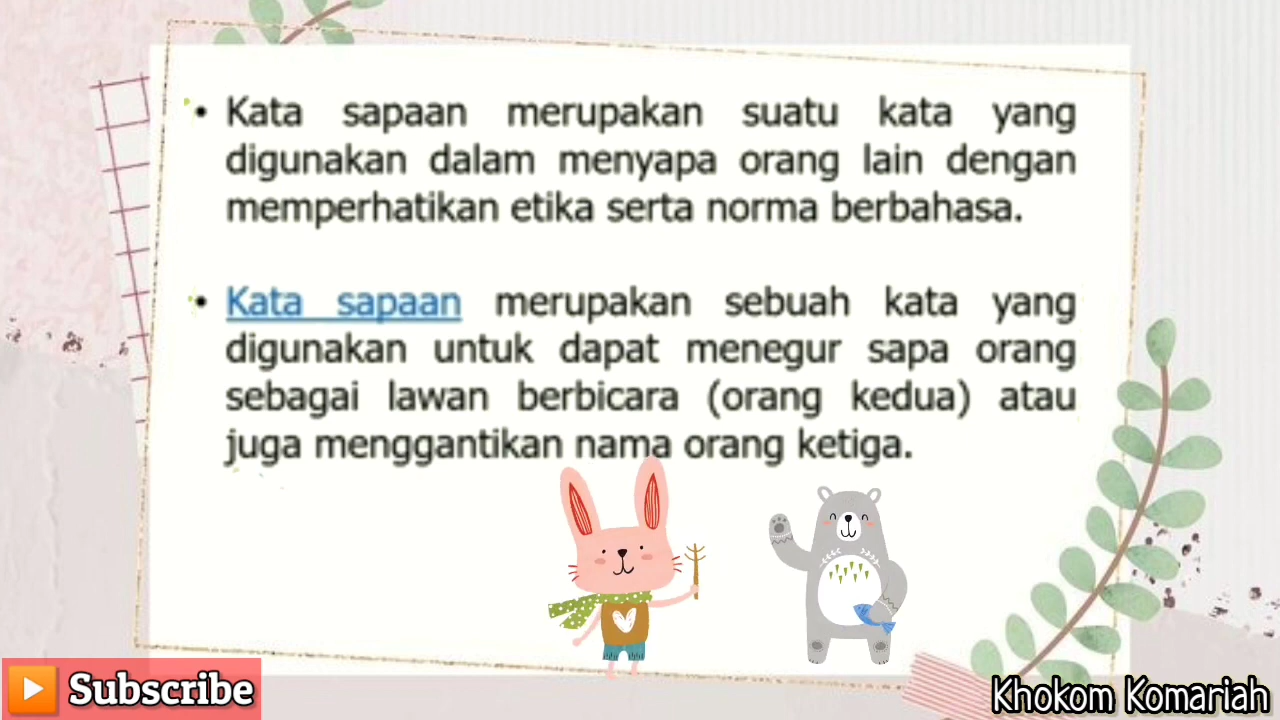 • Kata sapaan merupakan suatu kata yang
digunakan dalam menyapa orang lain dengan
memperhatikan etika serta norma berbahasa.
• Kata sapaan merupakan sebuah kata yang
digunakan untuk dapat menegur sapa orang
sebagai lawan berbicara (orang kedua) atau
juga menggantikan nama orang ketiga.
Subscribe
Khokom Komariah